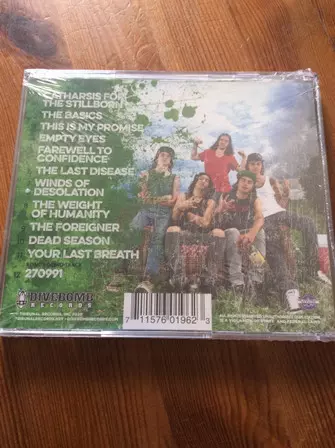 CATHARSIS FOR
THE STILLBORN
THE BASICS
THIS IS MY PROMISE
EMPTY EYES
FAREWELL TO
CONFIDENCE
THE LAST DISEASE
WINDS OF
DESOLATION
THE WEIGHT
OF HUMANITY
THE FOREIGNER
DEAD SEASON
YOUR LAST BREATH
270991
DIVEBOMB
RECORDS
7 11576 01962 3